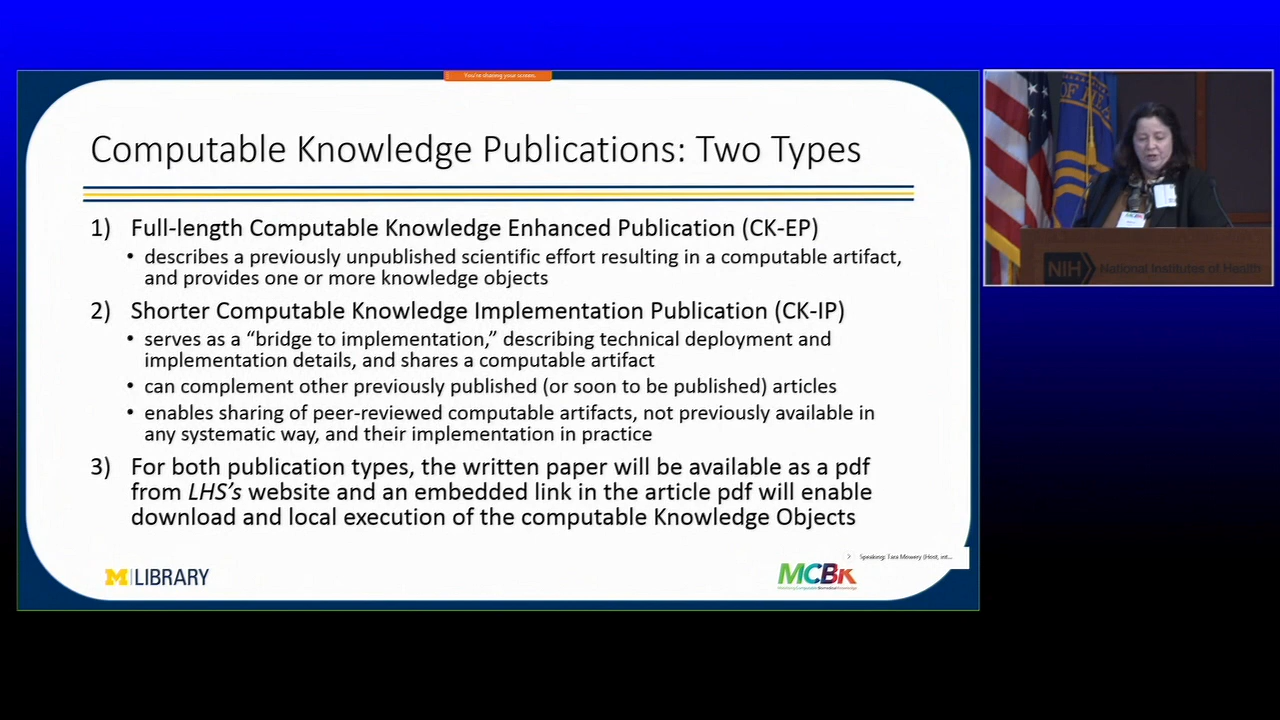 You're sharing your screen.
Computable Knowledge Publications: Two Types
1) Full-length Computable Knowledge Enhanced Publication (CK-EP)
• describes a previously unpublished scientific effort resulting in a computable artifact,
and provides one or more knowledge objects
2) Shorter Computable Knowledge Implementation Publication (CK-IP)
• serves as a “bridge to implementation,” describing technical deployment and
implementation details, and shares a computable artifact
• can complement other previously published (or soon to be published) articles
• enables sharing of peer-reviewed computable artifacts, not previously available in
any systematic way, and their implementation in practice
3) For both publication types, the written paper will be available as a pdf
from LHS’s website and an embedded link in the article pdf will enable
download and local execution of the computable Knowledge Objects
Speaking: Tara Mowery (Host, int...
M LIBRARY
MCBK
Mobilizing Computable Biomedical Knowledge
OF HEA
MCBK
NIH National Institutes of Health